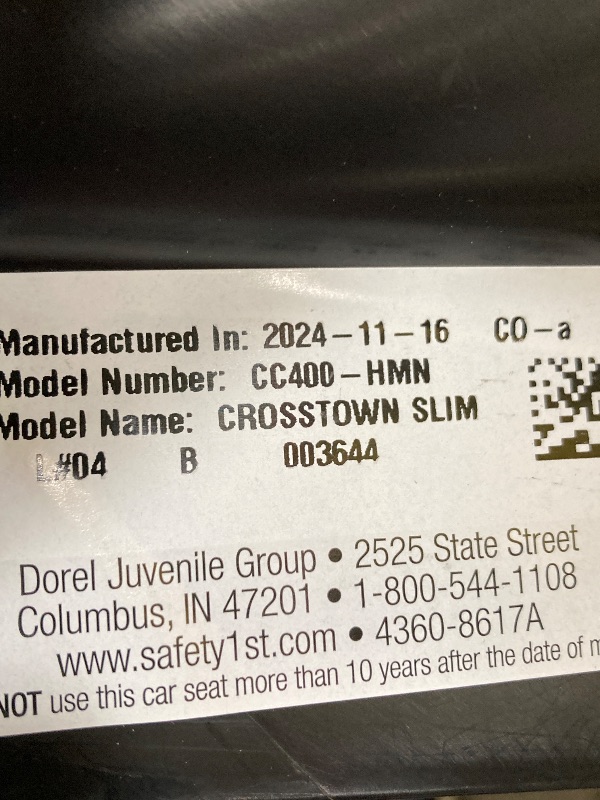 Manufactured In: 2024-11-16 CO-a
Model Number: CC400-HMN
Model Name: CROSSTOWN SLIM
L#04 B 003644
Dorel Juvenile Group • 2525 State Street
Columbus, IN 47201 • 1-800-544-1108
www.safety1st.com • 4360-8617A
NOT use this car seat more than 10 years after the date of